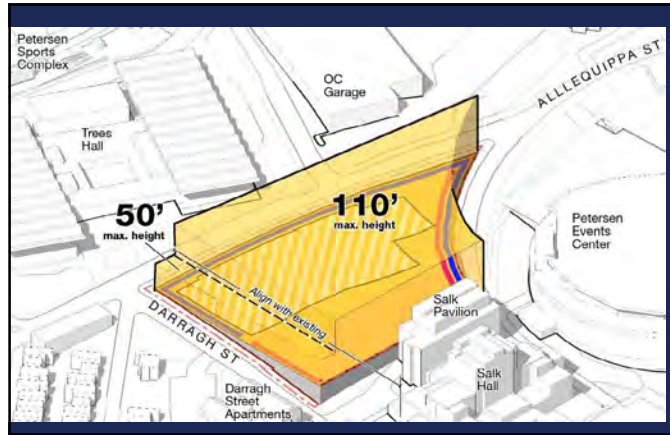 Petersen
Sports
Complex
OC
Garage
ALLLEQUIPPA ST
Trees
Hall
50'
max. height
110'
max. height
Petersen
Events
Center
Align with existing
Salk
Pavilion
DARRAGH ST
Salk
Hall
Darragh
Street
Apartments